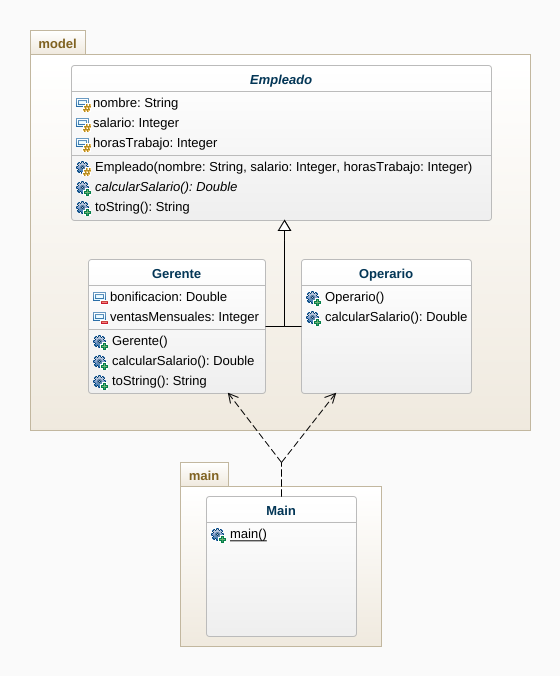 model
Empleado
nombre: String
salario: Integer
horasTrabajo: Integer
Empleado(nombre: String, salario: Integer, horasTrabajo: Integer)
calcularSalario(): Double
toString(): String
Gerente
bonificacion: Double
ventasMensuales: Integer
Gerente()
calcularSalario(): Double
toString(): String
Operario
Operario()
calcularSalario(): Double
main
Main
main()